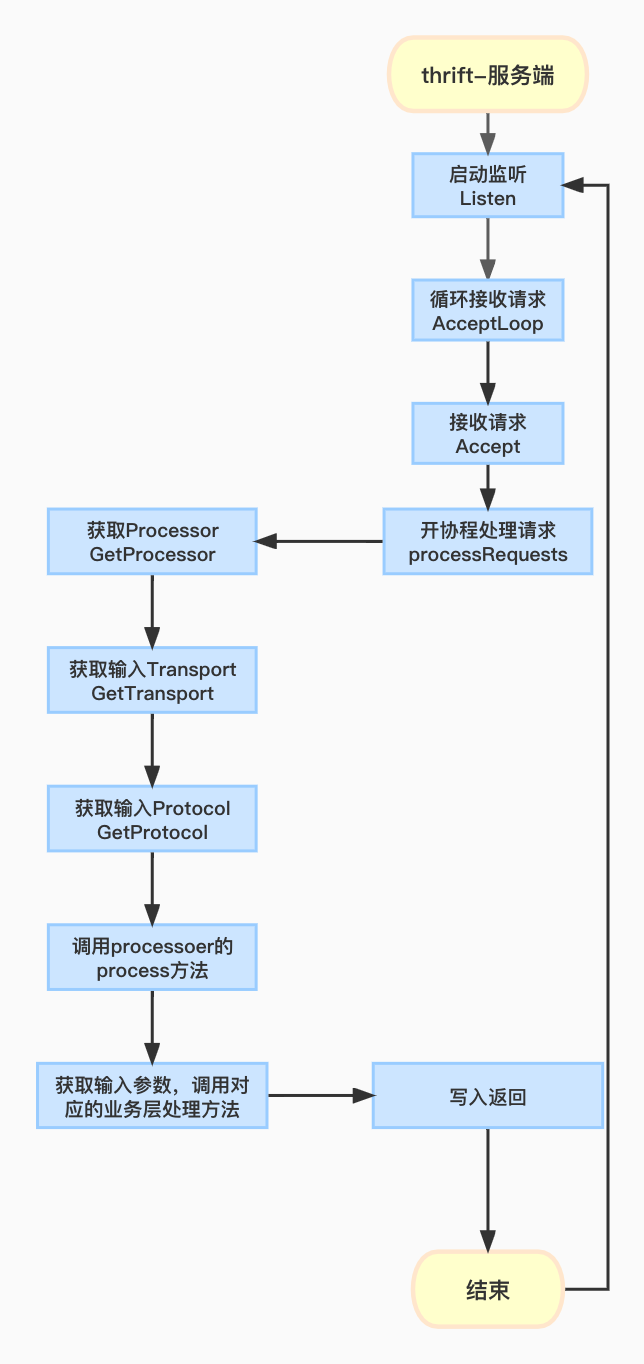 thrift-服务端
启动监听
Listen
循环接收请求
AcceptLoop
接收请求
Accept
开协程处理请求
processRequests
获取Processor
GetProcessor
获取输入Transport
GetTransport
获取输入Protocol
GetProtocol
调用processoer的
process方法
获取输入参数，调用对
应的业务层处理方法
写入返回
结束